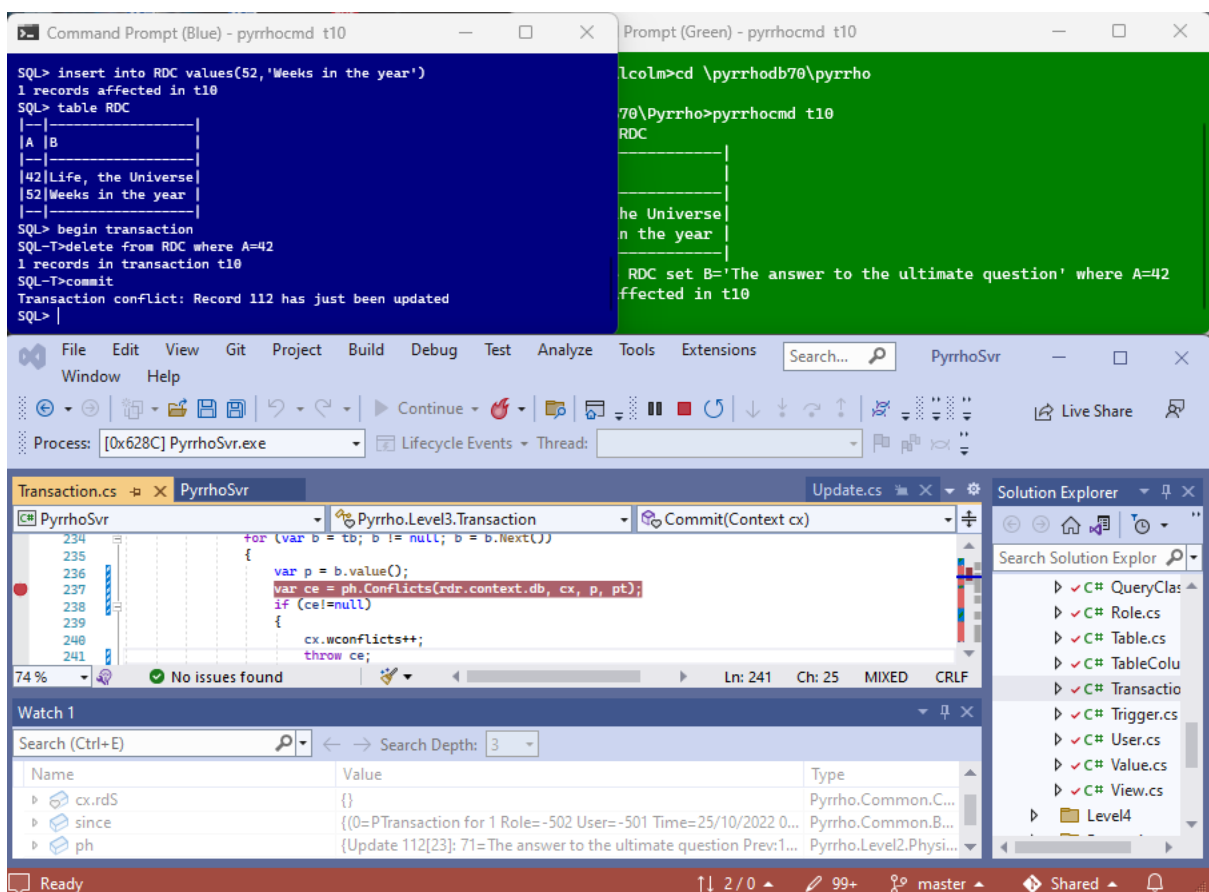 Command Prompt (Blue) - pyrrhocmd t10
SQL> insert into RDC values(52,'Weeks in the year')
1 records affected in t10
SQL> table RDC
|--|------------------|
|A |B                 |
|--|------------------|
|42|Life, the Universe|
|52|Weeks in the year |
|--|------------------|
SQL> begin transaction
SQL-T>delete from RDC where A=42
1 records in transaction t10
SQL-T>commit
Transaction conflict: Record 112 has just been updated
SQL>
Prompt (Green) - pyrrhocmd t10
lcolm>cd \pyrrhodb70\pyrrho
70\Pyrrho>pyrrhocmd t10
RDC
------------|
|
------------|
he Universe|
n the year |
------------|
RDC set B='The answer to the ultimate question' where A=42
ffected in t10
File Edit View Git Project Build Debug Test Analyze Tools Extensions Search... PyrrhoSvr
Window Help
Continue Live Share
Process: [0x628C] PyrrhoSvr.exe Lifecycle Events Thread:
Transaction.cs PyrrhoSvr Update.cs
C# PyrrhoSvr Pyrrho.Level3.Transaction Commit(Context cx)
234 for (var b = tb; b != null; b = b.Next())
235 {
236 var p = b.value();
237 var ce = ph.Conflicts(rdr.context.db, cx, p, pt);
238 if (ce!=null)
239 {
240 cx.wconflicts++;
241 throw ce;
74 % No issues found Ln: 241 Ch: 25 MIXED CRLF
Solution Explorer
Search Solution Explor
C# QueryClas
C# Role.cs
C# Table.cs
C# TableColu
C# Transactio
C# Trigger.cs
C# User.cs
C# Value.cs
C# View.cs
Level4
Watch 1
Search (Ctrl+E) Search Depth: 3
Name Value Type
cx.rdS {} Pyrrho.Common.C...
since {(0=PTransaction for 1 Role=-502 User=-501 Time=25/10/2022 0... Pyrrho.Common.B...
ph {Update 112[23]: 71=The answer to the ultimate question Prev:1... Pyrrho.Level2.Physi...
Ready 2 / 0 99+ master Shared